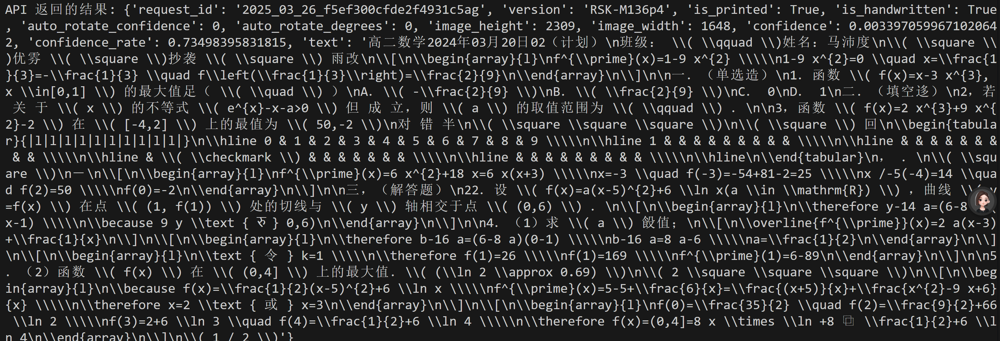 API 返回的结果: {'request_id': '2025_03_26_f5ef300cfde2f4931c5ag', 'version': 'RSK-M136p4', 'is_printed': True, 'is_handwritten': True
, 'auto_rotate_confidence': 0, 'auto_rotate_degrees': 0, 'image_height': 2309, 'image_width': 1648, 'confidence': 0.003397059967102064
2, 'confidence_rate': 0.73498395831815, 'text': '高二数学2024年03月20日02（计划）\n班级： \\( \\qquad \\)姓名：马沛度\n\\( \\square \\
)优雾 \\( \\square \\)抄袭 \\( \\square \\) 雨改\n\\[\n\\begin{array}{l}\nf^{\\prime}(x)=1-9 x^{2} \\\\\n1-9 x^{2}=0 \\quad x=\\frac{1
}{3}=-\\frac{1}{3} \\quad f\\left(\\frac{1}{3}\\right)=\\frac{2}{9}\n\\end{array}\n\\]\n\n一．（单选造）\n1．函数 \\( f(x)=x-3 x^{3},
x \\in[0,1] \\) 的最大值足（ \\( \\quad \\) ）\nA．\\( -\\frac{2}{9} \\)\nB．\\( \\frac{2}{9} \\)\nC． 0\nD． 1\n二．（填空迻）\n2，若
关 于 \\( x \\) 的不等式 \\( e^{x}-x-a>0 \\) 但 成 立，则 \\( a \\) 的取值范围为 \\( \\qquad \\) ．\n\n3，函数 \\( f(x)=2 x^{3}+9 x^{
2}-2 \\) 在 \\( [-4,2] \\) 上的最值为 \\( 50,-2 \\)\n对 错 半\n\\( \\square \\square \\square \\)\n\\( \\square \\) 回\n\\begin{tabula
r}{|l|l|l|l|l|l|l|l|l|l|}\n\\hline 0 & 1 & 2 & 3 & 4 & 5 & 6 & 7 & 8 & 9 \\\\\n\\hline 1 & & & & & & & & & \\\\\n\\hline & & & & & & &
& & \\\\\n\\hline & \\( \\checkmark \\) & & & & & & & \\\\\n\\hline & & & & & & & & & \\\\\n\\hline\n\\end{tabular}\n， ．\n\\( \\squ
are \\)\n－\n\\[\n\\begin{array}{l}\nf^{\\prime}(x)=6 x^{2}+18 x=6 x(x+3) \\\\\nx=-3 \\quad f(-3)=-54+81-2=25 \\\\\nx /-5(-4)=14 \\qua
d f(2)=50 \\\\\nf(0)=-2\n\\end{array}\n\\]\n\n三，（解答题）\n22．设 \\( f(x)=a(x-5)^{2}+6 \\ln x(a \\in \\mathrm{R}) \\) ，曲线 \\( y
=f(x) \\) 在点 \\( (1, f(1)) \\) 处的切线与 \\( y \\) 轴相交于点 \\( (0,6) \\) ．\n\\[\n\\begin{array}{l}\n\\therefore y-14 a=(6-8
x-1) \\\\\n\\because 9 y \\text { ক } 0,6)\n\\end{array}\n\\]\n\n4．（1）求 \\( a \\) 毃值；\n\\[\n\\overline{f^{\\prime}}(x)=2 a(x-3)
+\\frac{1}{x}\n\\]\n\\[\n\\begin{array}{l}\n\\therefore b-16 a=(6-8 a)(0-1) \\\\\nb-16 a=8 a-6 \\\\\na=\\frac{1}{2}\n\\end{array}\n\\]
\n\\[\n\\begin{array}{l}\n\\text { 令 } k=1 \\\\\n\\therefore f(1)=26 \\\\\nf(1)=169 \\\\\nf^{\\prime}(1)=6-89\n\\end{array}\n\\]\n\n5
．（2）函数 \\( f(x) \\) 在 \\( (0,4] \\) 上的最大值．\\( (\\ln 2 \\approx 0.69) \\)\n\\( 2 \\square \\square \\square \\)\n\\[\n\\beg
in{array}{l}\n\\because f(x)=\\frac{1}{2}(x-5)^{2}+6 \\ln x \\\\\nf^{\\prime}(x)=5-5+\\frac{6}{x}=\\frac{(x+5)}{x}+\\frac{x^{2}-9 x+6}
{x} \\\\\n\\therefore x=2 \\text { 或 } x=3\n\\end{array}\n\\]\n\\[\n\\begin{array}{l}\nf(0)=\\frac{35}{2} \\quad f(2)=\\frac{9}{2}+66
\\ln 2 \\\\\nf(3)=2+6 \\ln 3 \\quad f(4)=\\frac{1}{2}+6 \\ln 4 \\\\\n\\therefore f(x)=(0,4]=8 x \\times \\ln +8 ⿻ \\frac{1}{2}+6 \\l
n 4\n\\end{array}\n\\]\n\\( 1 / 2 \\)'}